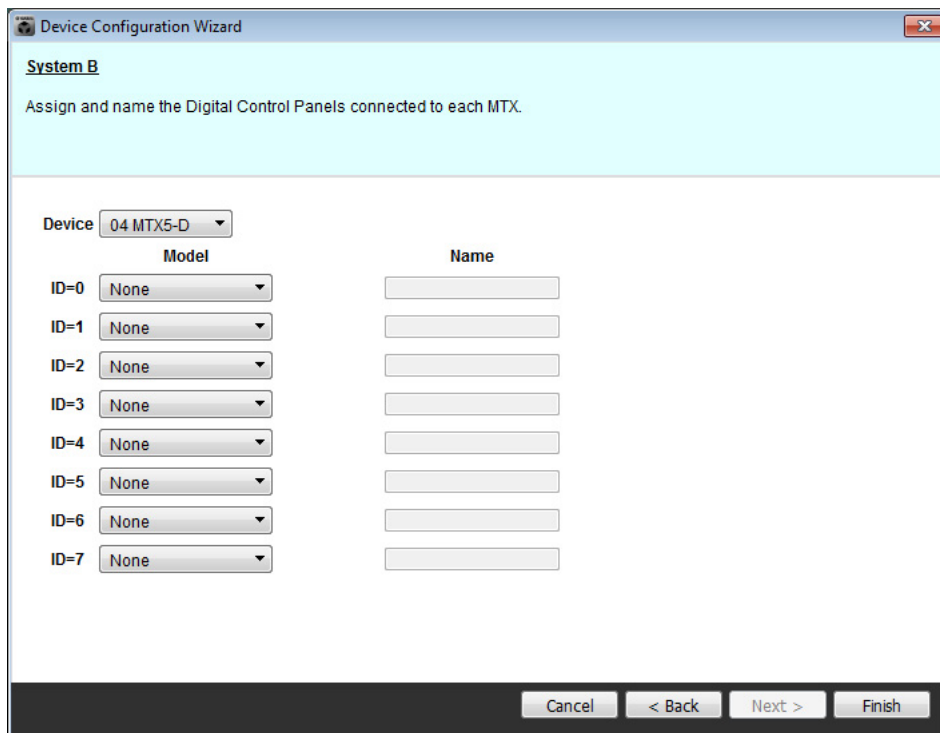 Device Configuration Wizard
System B
Assign and name the Digital Control Panels connected to each MTX.
Device 04 MTX5-D
Model Name
ID=0 None
ID=1 None
ID=2 None
ID=3 None
ID=4 None
ID=5 None
ID=6 None
ID=7 None
Cancel < Back Next > Finish